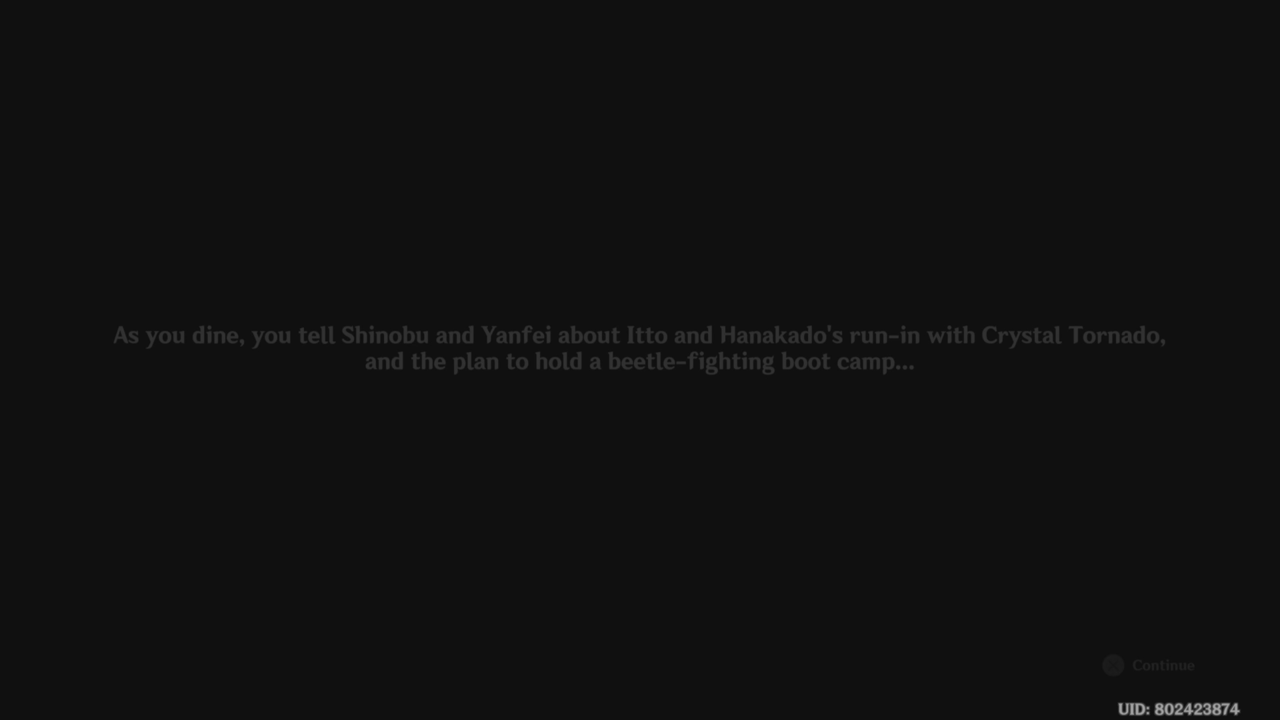 As you dine, you tell Shinobu and Yanfei about Itto and Hanakado's run-in with Crystal Tornado,
and the plan to hold a beetle-fighting boot camp...
Continue
UID: 802423874